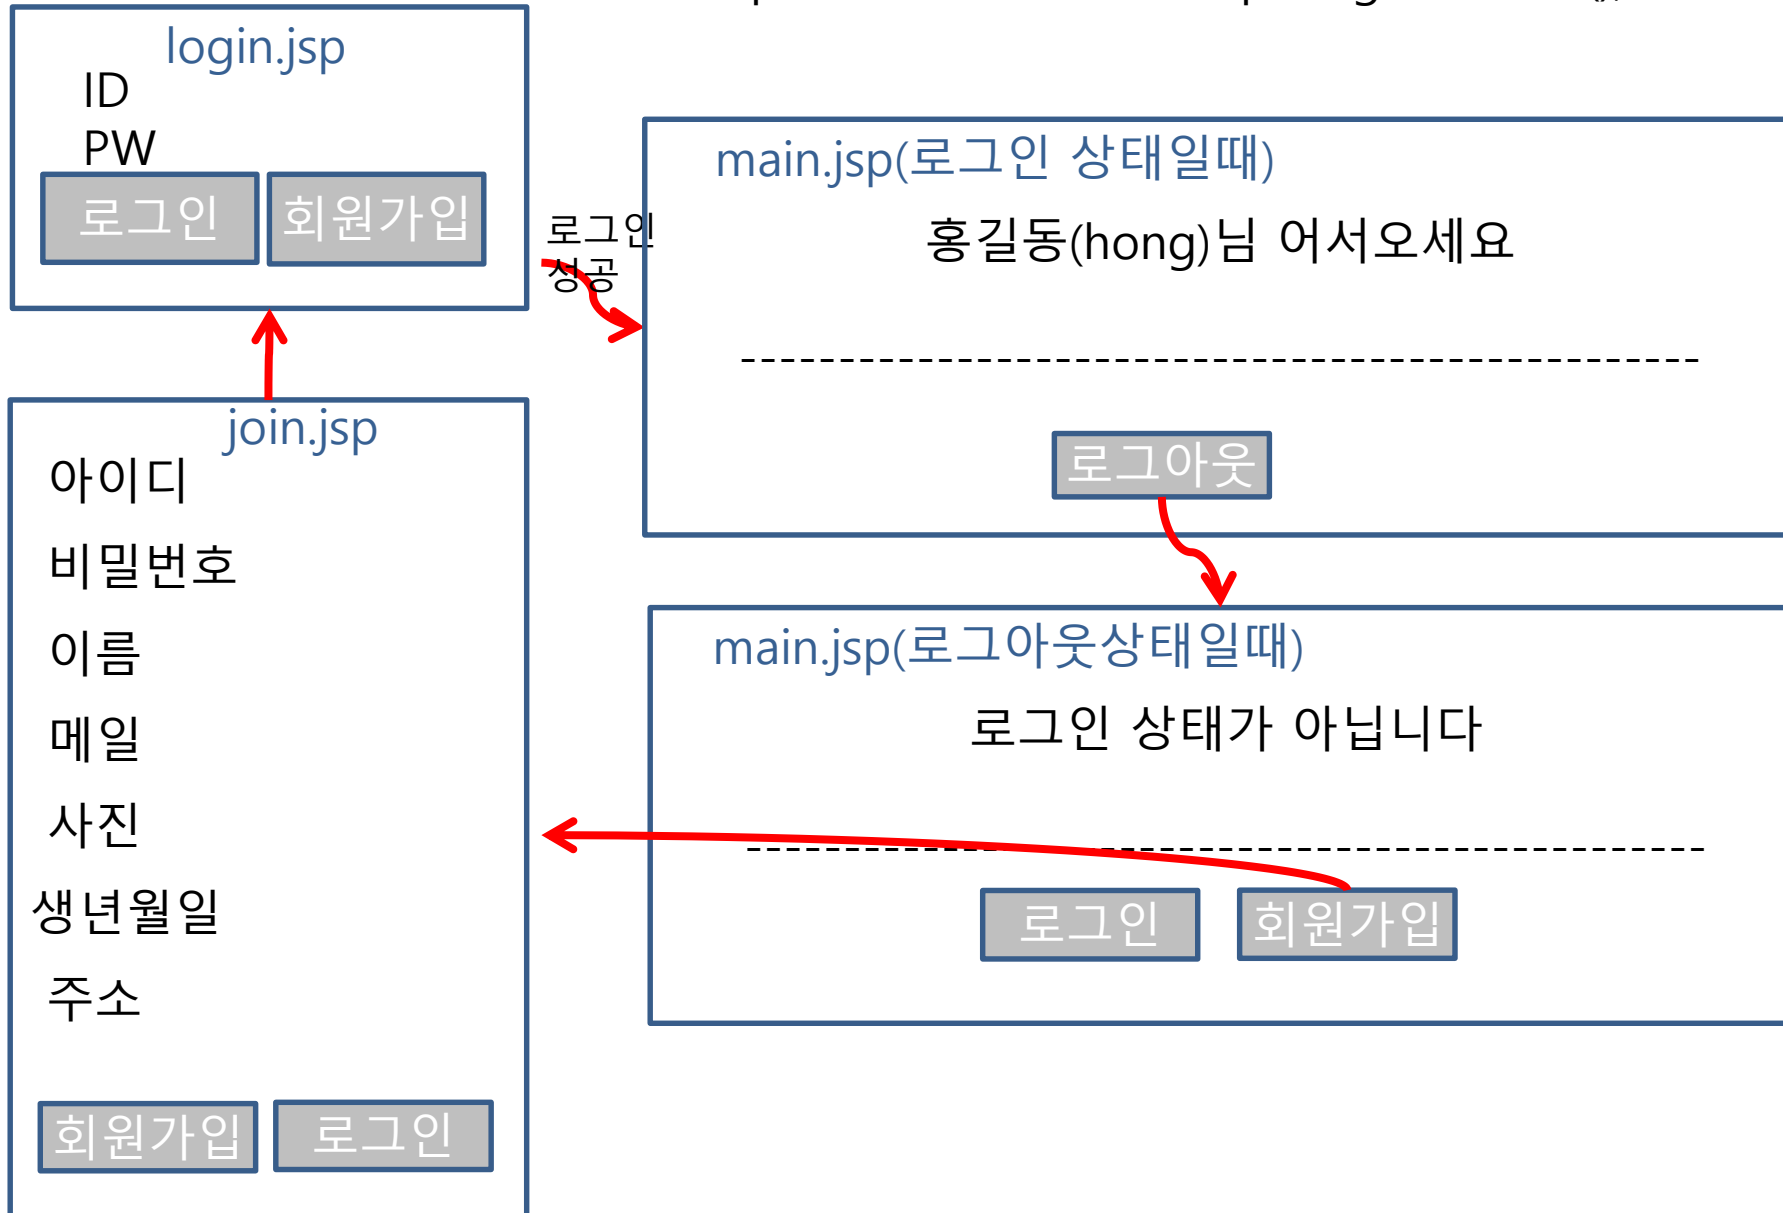 login.jsp
ID
PW
로그인 회원가입
로그인
성공
main.jsp(로그인 상태일때)
홍길동(hong)님 어서오세요
-------------------------------------------------
로그아웃
join.jsp
아이디
비밀번호
이름
메일
사진
생년월일
주소
회원가입 로그인
main.jsp(로그아웃상태일때)
로그인 상태가 아닙니다
-------------------------------------------------
로그인 회원가입